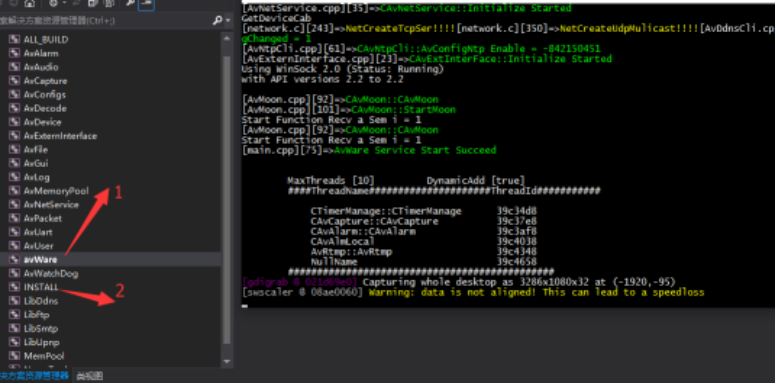 案解决方案资源管理器(Ctrl+;)
ALL_BUILD
AvAlarm
AvAudio
AvCapture
AvConfigs
AvDecode
AvDevice
AvExternInterface
AvFile
AvGui
AvLog
AvMemoryPool
AvNetService
AvPacket
AvUart
AvUser
avWare
AvWatchDog
INSTALL
LibDdns
LibFtp
LibSmtp
LibUpnp
MemPool
决方案资源管理器 类视图
1
2
[AvNetService.cpp][35]=>CAvNetService::Initialize Started
GetDeviceCab
[network.c][243]=>NetCreateTcpSer!!!![network.c][350]=>NetCreateUdpMulicast!!!![AvDdnsCli.cp
gChanged = 1
[AvNtpCli.cpp][61]=>CAvNtpCli::AvConfigNtp Enable = -842150451
[AvExternInterface.cpp][23]=>CAvExtInterFace::Initialize Started
Using WinSock 2.0 (Status: Running)
with API versions 2.2 to 2.2
[AvMoon.cpp][92]=>CAvMoon::CAvMoon
[AvMoon.cpp][101]=>CAvMoon::StartMoon
Start Function Recv a Sem i = 1
[AvMoon.cpp][92]=>CAvMoon::CAvMoon
Start Function Recv a Sem i = 1
[main.cpp][75]=>AvWare Service Start Succeed
MaxThreads [10] DynamicAdd [true]
####ThreadName#####################ThreadId###########
CTimerManage::CTimerManage 39c34d8
CAvCapture::CAvCapture 39c37e8
CAvAlarm::CAvAlarm 39c3af8
CAvAlmLocal 39c4038
AvRtmp::AvRtmp 39c4348
NullName 39c4658
##############################################
[gdigrab @ 021d69e0] Capturing whole desktop as 3286x1080x32 at (-1920,-95)
[swscaler @ 08ae0060] Warning: data is not aligned! This can lead to a speedloss